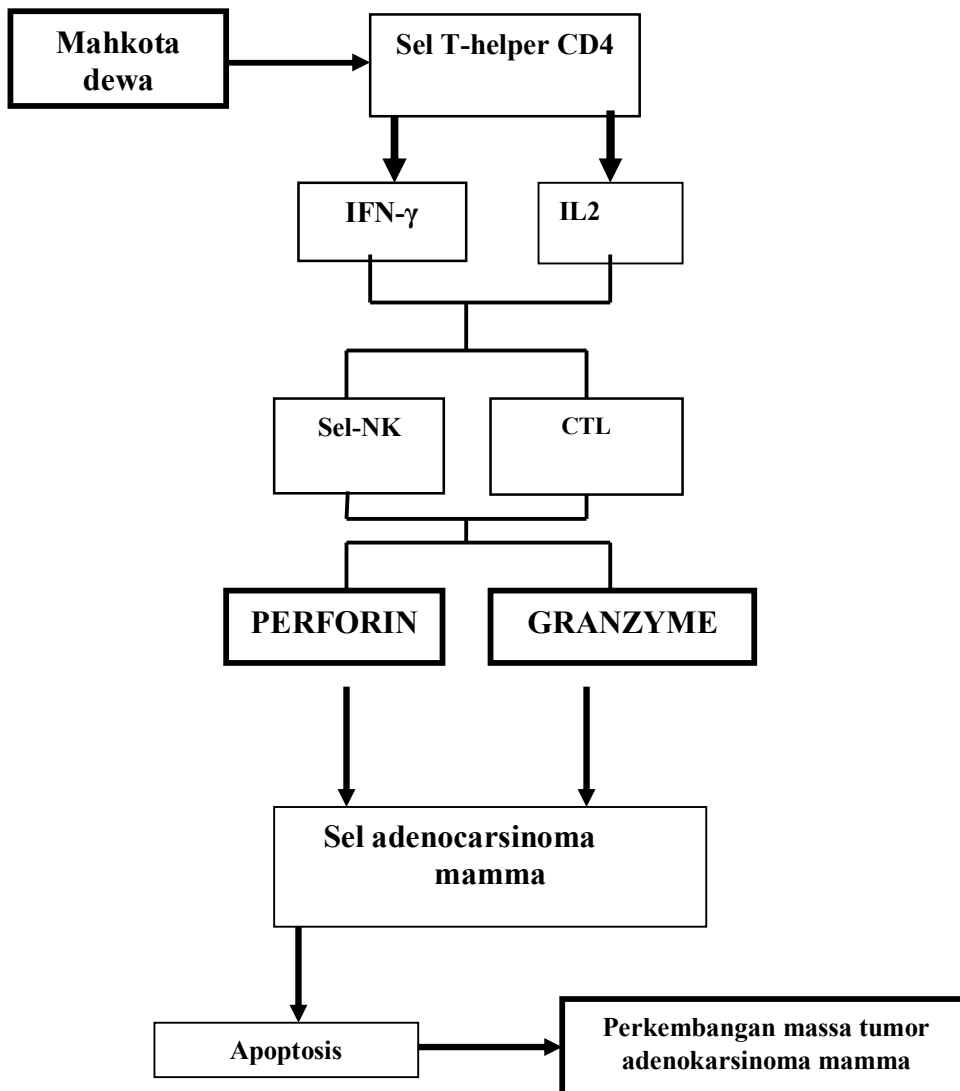 Mahkota
dewa
Sel T-helper CD4
IFN-γ
IL2
Sel-NK
CTL
PERFORIN
GRANZYME
Sel adenocarsinoma
mamma
Apoptosis
Perkembangan massa tumor
adenokarsinoma mamma